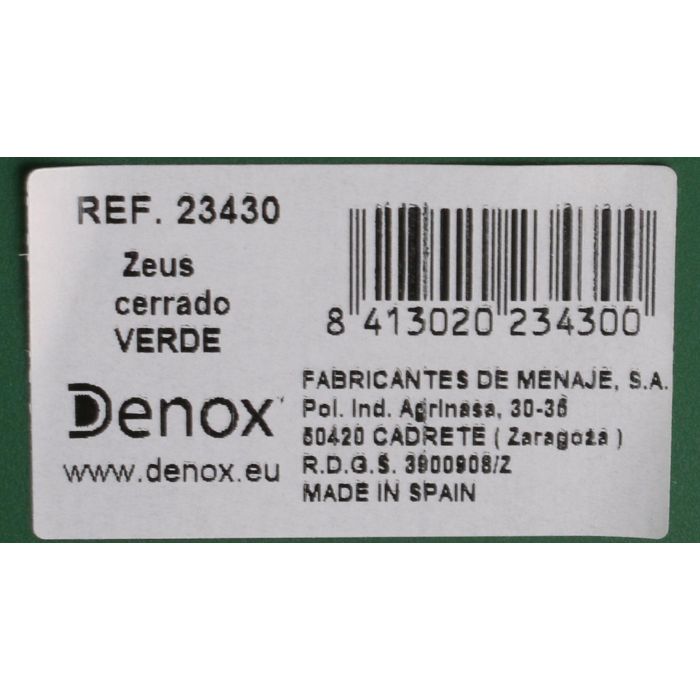 REF. 23430
Zeus
cerrado
VERDE
Denox
www.denox.eu
8 413020 234300
FABRICANTES DE MENAJE, S.A.
Pol. Ind. Agrinasa, 30-36
50420 CADRETE ( Zaragoza )
R.D.G.S. 3900908/Z
MADE IN SPAIN